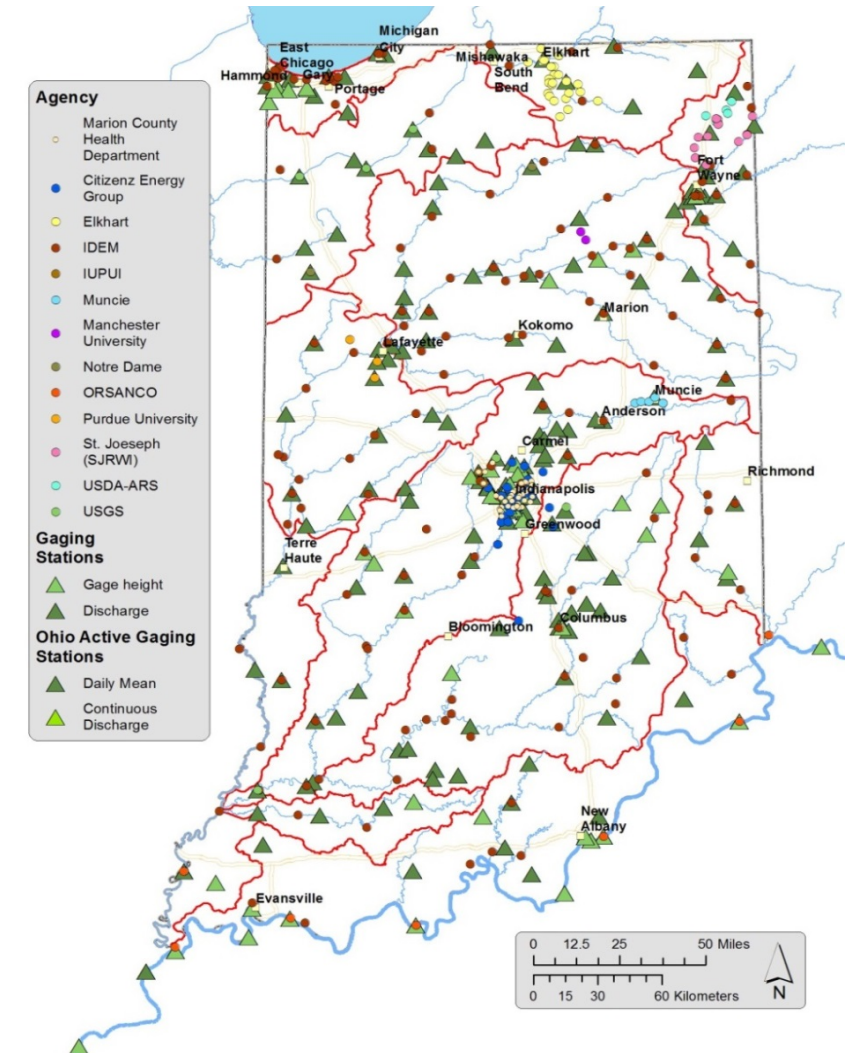 Michigan
City
East
Chicago
Gary
Hammond
Portage
Mishawaka
South
Bend
Elkhart
Fort
Wayne
Agency
Marion County
Health
Department
Citizenz Energy
Group
Elkhart
IDEM
IUPUI
Muncie
Manchester
University
Notre Dame
ORSANCO
Purdue University
St. Joeseph
(SJRWI)
USDA-ARS
USGS
Gaging
Stations
Gage height
Discharge
Ohio Active Gaging
Stations
Daily Mean
Continuous
Discharge
Marion
Kokomo
Lafayette
Muncie
Anderson
Carmel
Richmond
Indianapolis
Greenwood
Terre
Haute
Bloomington
Columbus
New
Albany
Evansville
0 12.5 25 50 Miles
0 15 30 60 Kilometers
N